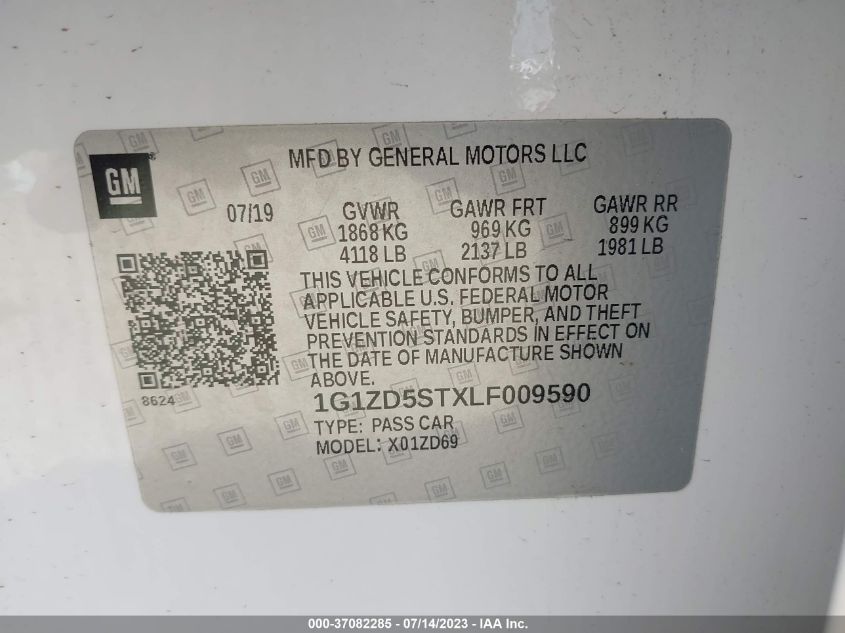 GM
MFD BY GENERAL MOTORS LLC
07/19
GVWR
1868 KG
4118 LB
GAWR FRT
969 KG
2137 LB
GAWR RR
899 KG
1981 LB
THIS VEHICLE CONFORMS TO ALL
APPLICABLE U.S. FEDERAL MOTOR
VEHICLE SAFETY, BUMPER, AND THEFT
PREVENTION STANDARDS IN EFFECT ON
THE DATE OF MANUFACTURE SHOWN
ABOVE.
8624
1G1ZD5STXLF009590
TYPE: PASS CAR
MODEL: X01ZD69
000-37082285 - 07/14/2023 - IAA Inc.